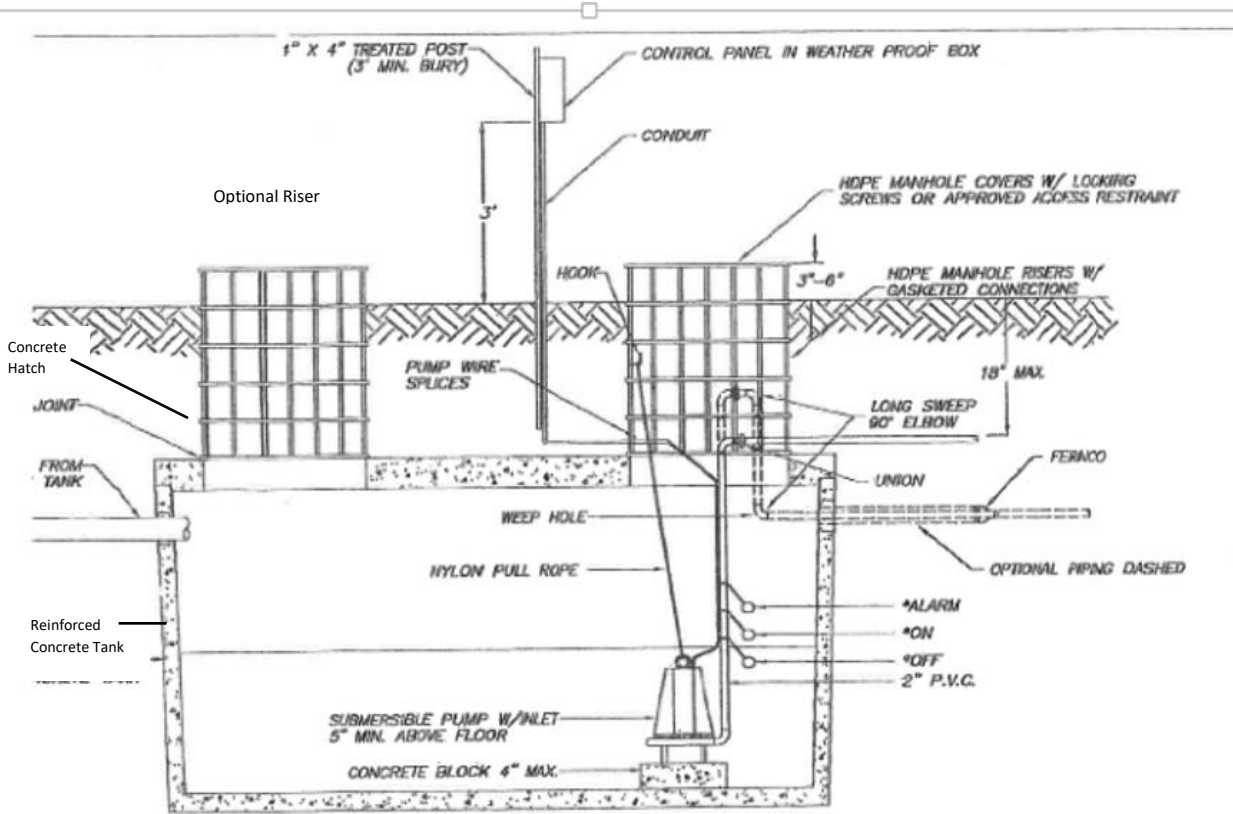 1" X 4" TREATED POST
(3' MIN. BURY)
CONTROL PANEL IN WEATHER PROOF BOX
CONDUIT
Optional Riser
3'
HDPE MANHOLE COVERS W/ LOCKING
SCREWS OR APPROVED ACCESS RESTRAINT
HOOK
3"-6"
HDPE MANHOLE RISERS W/
GASKETED CONNECTIONS
Concrete
Hatch
PUMP WIRE
SPLICES
18" MAX.
JOINT
LONG SWEEP
90° ELBOW
FROM
TANK
FERNCO
UNION
WEEP HOLE
NYLON PULL ROPE
OPTIONAL PIPING DASHED
*ALARM
Reinforced
Concrete Tank
*ON
*OFF
2" P.V.C.
SUBMERSIBLE PUMP W/INLET
5" MIN. ABOVE FLOOR
CONCRETE BLOCK 4" MAX.